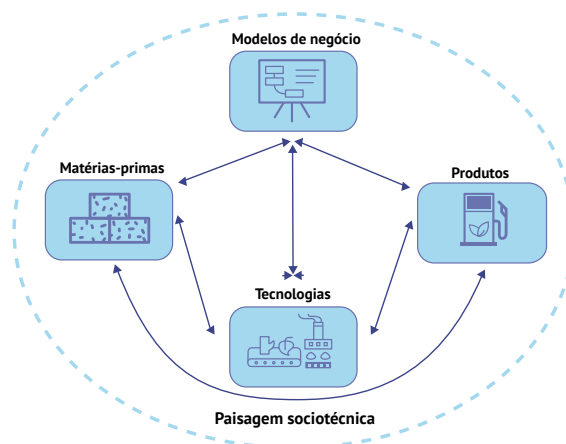 Modelos de negócio
Matérias-primas
Produtos
Tecnologias
Paisagem sociotécnica